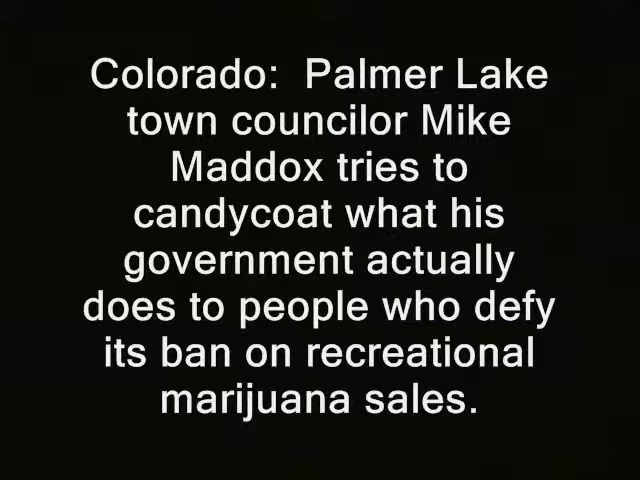 Colorado:  Palmer Lake
town councilor Mike
Maddox tries to
candycoat what his
government actually
does to people who defy
its ban on recreational
marijuana sales.